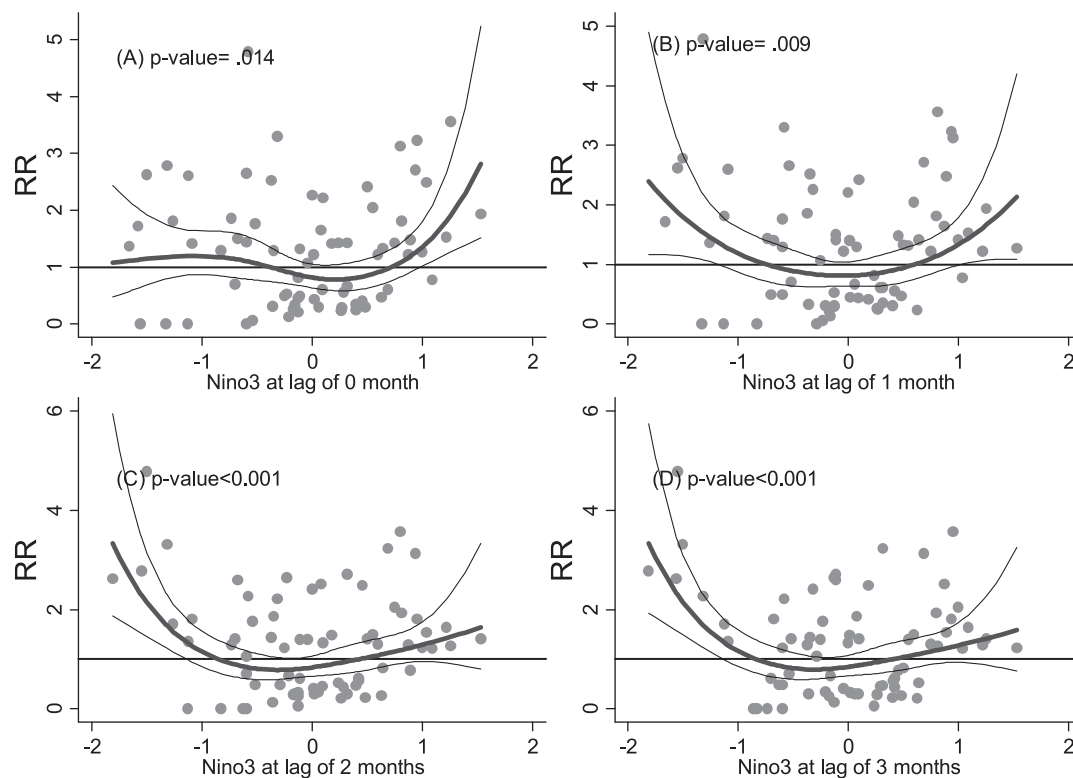 (A) p-value= .014
RR
0 1 2 3 4 5
-2 -1 0 1 2
Nino3 at lag of 0 month
(B) p-value= .009
RR
0 1 2 3 4 5
-2 -1 0 1 2
Nino3 at lag of 1 month
(C) p-value<0.001
RR
0 2 4 6
-2 -1 0 1 2
Nino3 at lag of 2 months
(D) p-value<0.001
RR
0 2 4 6
-2 -1 0 1 2
Nino3 at lag of 3 months